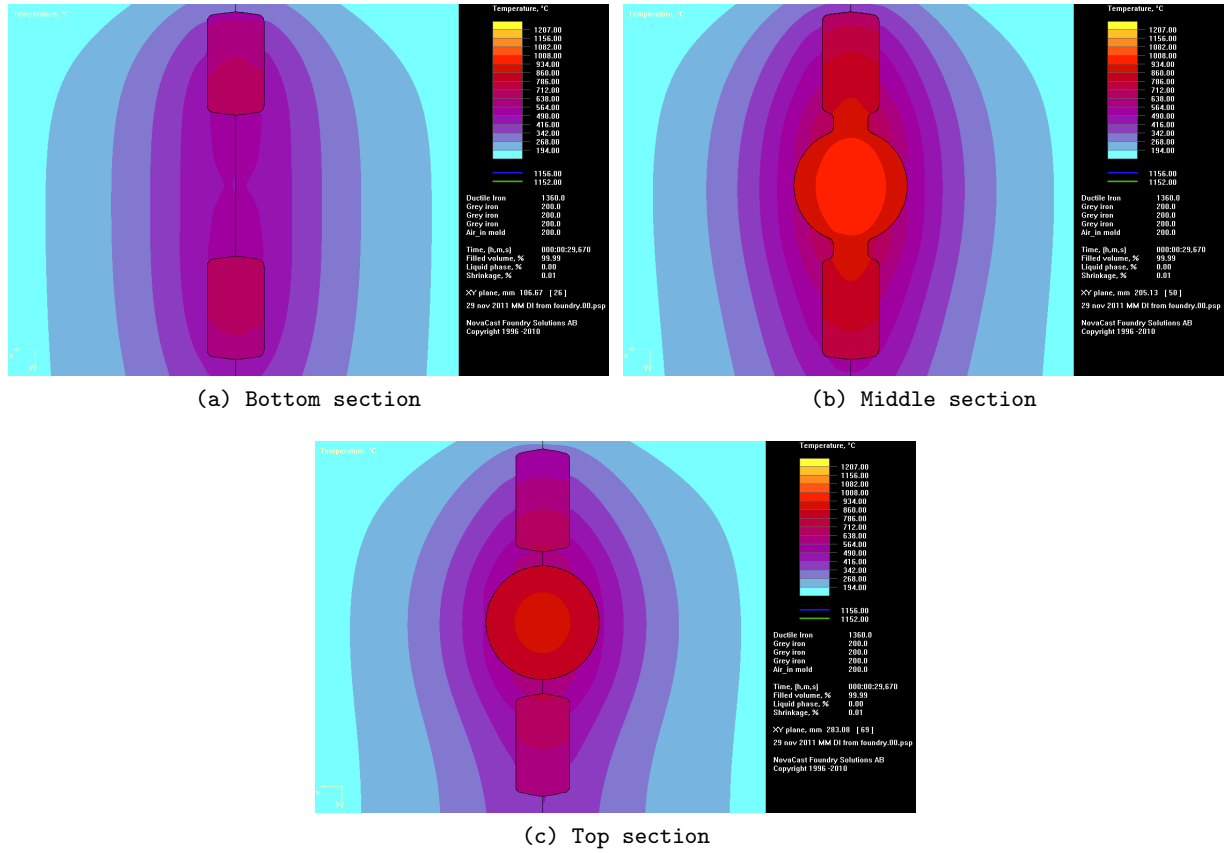 Temperature, °C
Temperature, °C
1207.00
1156.00
1082.00
1008.00
934.00
860.00
786.00
712.00
638.00
564.00
490.00
416.00
342.00
268.00
194.00
1156.00
1152.00
Ductile Iron 1360.0
Grey iron 200.0
Grey iron 200.0
Grey iron 200.0
Air_in mold 200.0
Time, (h,m,s) 000:00:29,670
Filled volume, % 99.99
Liquid phase, % 0.00
Shrinkage, % 0.01
XY plane, mm 106.67 [ 26 ]
29 nov 2011 MM DI from foundry.00.psp
NovaCast Foundry Solutions AB
Copyright 1996 -2010
x
yz
(a) Bottom section
Temperature, °C
Temperature, °C
1207.00
1156.00
1082.00
1008.00
934.00
860.00
786.00
712.00
638.00
564.00
490.00
416.00
342.00
268.00
194.00
1156.00
1152.00
Ductile Iron 1360.0
Grey iron 200.0
Grey iron 200.0
Grey iron 200.0
Air_in mold 200.0
Time, (h,m,s) 000:00:29,670
Filled volume, % 99.99
Liquid phase, % 0.00
Shrinkage, % 0.01
XY plane, mm 205.13 [ 50 ]
29 nov 2011 MM DI from foundry.00.psp
NovaCast Foundry Solutions AB
Copyright 1996 -2010
x
yz
(b) Middle section
Temperature, °C
Temperature, °C
1207.00
1156.00
1082.00
1008.00
934.00
860.00
786.00
712.00
638.00
564.00
490.00
416.00
342.00
268.00
194.00
1156.00
1152.00
Ductile Iron 1360.0
Grey iron 200.0
Grey iron 200.0
Grey iron 200.0
Air_in mold 200.0
Time, (h,m,s) 000:00:29,670
Filled volume, % 99.99
Liquid phase, % 0.00
Shrinkage, % 0.01
XY plane, mm 283.08 [ 69 ]
29 nov 2011 MM DI from foundry.00.psp
NovaCast Foundry Solutions AB
Copyright 1996 -2010
x
yz
(c) Top section